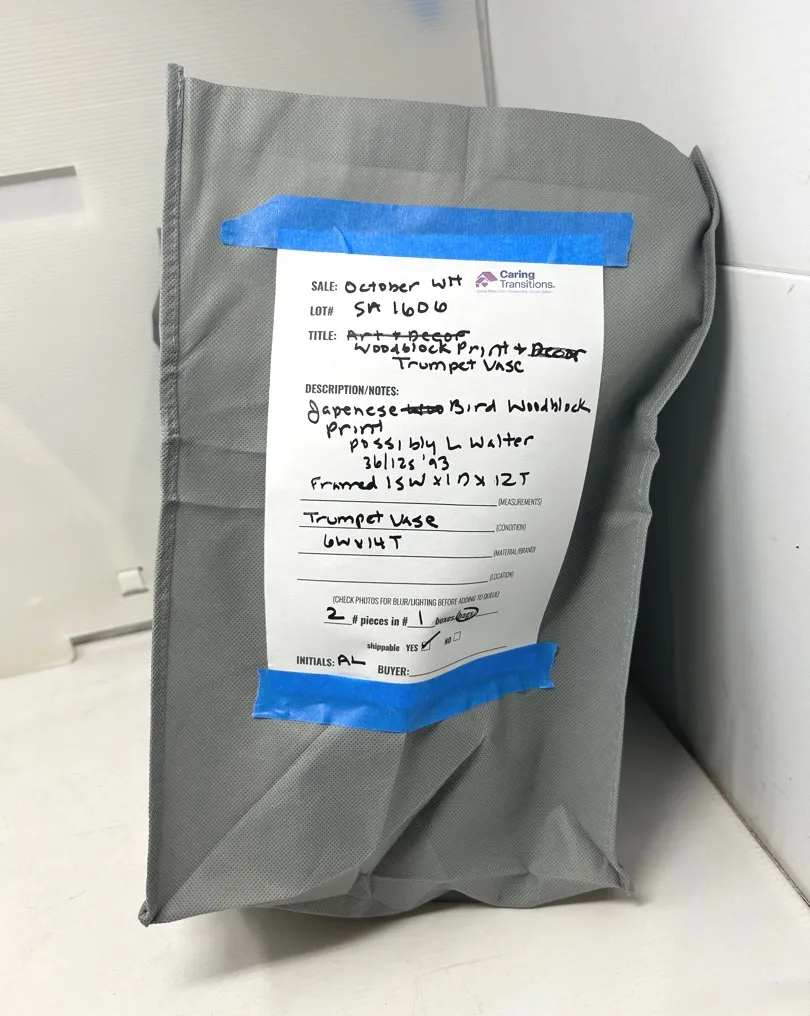 Caring
Transitions.
SALE: October WH
LOT# SA 1606
TITLE: Art + Decor
Woodblock Print + Decor
Trumpet Vase
DESCRIPTION/NOTES:
Japenese Bird Woodblock
Print
possibly L Walter
36/125 '93
Framed 15W x 1D x 12T
(MEASUREMENTS)
Trumpet Vase
(CONDITION)
6W x 14T
(MATERIAL/BRAND)
(LOCATION)
(CHECK PHOTOS FOR BLUR/LIGHTING BEFORE ADDING TO QUEUE)
2 # pieces in # 1 boxes/bags
shippable YES NO
INITIALS: AL BUYER: